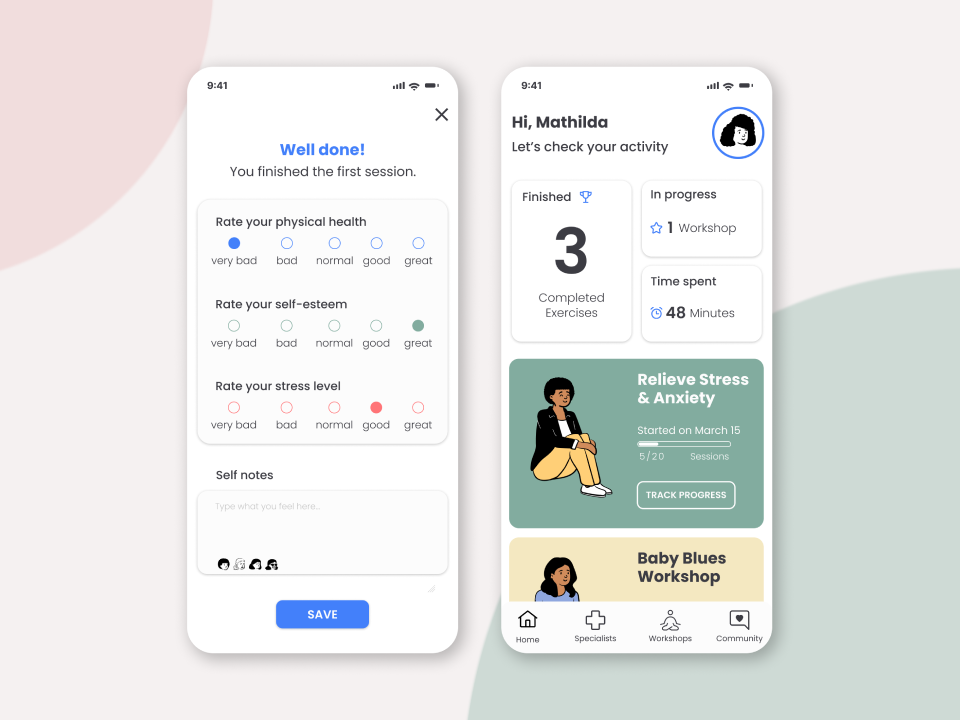 9:41
Well done!
You finished the first session.
Rate your physical health
very bad bad normal good great
Rate your self-esteem
very bad bad normal good great
Rate your stress level
very bad bad normal good great
Self notes
Type what you feel here...
SAVE
9:41
Hi, Mathilda
Let's check your activity
Finished
3
Completed
Exercises
In progress
1 Workshop
Time spent
48 Minutes
Relieve Stress
& Anxiety
Started on March 15
5/20 Sessions
TRACK PROGRESS
Baby Blues
Workshop
Home Specialists Workshops Community